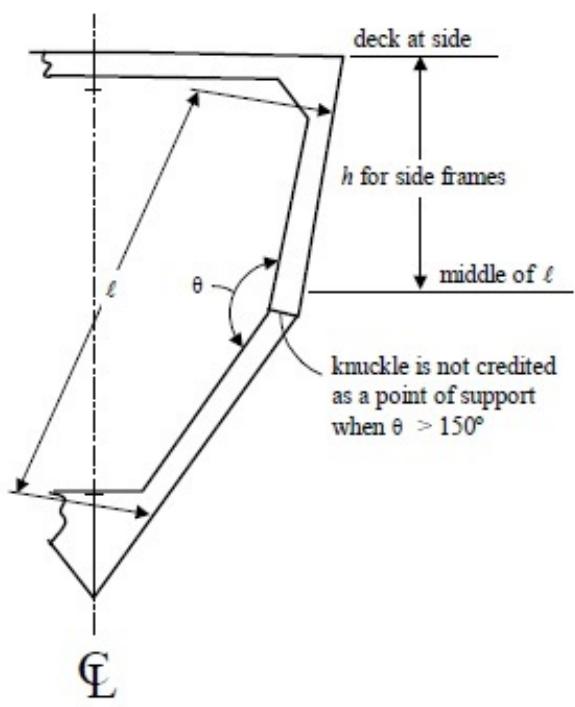 deck at side
h for side frames
middle of ℓ
θ
ℓ
knuckle is not credited
as a point of support
when θ > 150°
℄